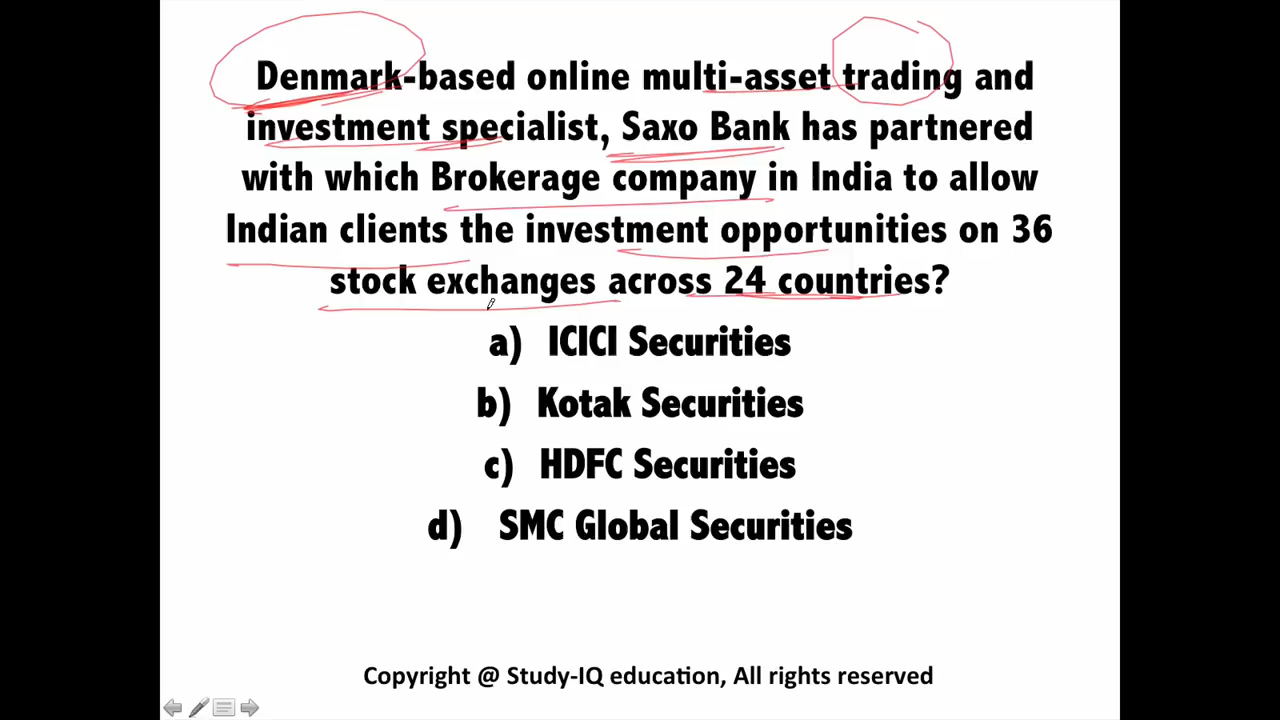 Denmark-based online multi-asset trading and
investment specialist, Saxo Bank has partnered
with which Brokerage company in India to allow
Indian clients the investment opportunities on 36
stock exchanges across 24 countries?
a) ICICI Securities
b) Kotak Securities
c) HDFC Securities
d) SMC Global Securities
Copyright @ Study-IQ education, All rights reserved